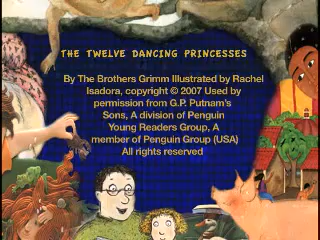 THE TWELVE DANCING PRINCESSES
By The Brothers Grimm Illustrated by Rachel
Isadora, copyright © 2007 Used by
permission from G.P. Putnam's
Sons, A division of Penguin
Young Readers Group, A
member of Penguin Group (USA)
All rights reserved